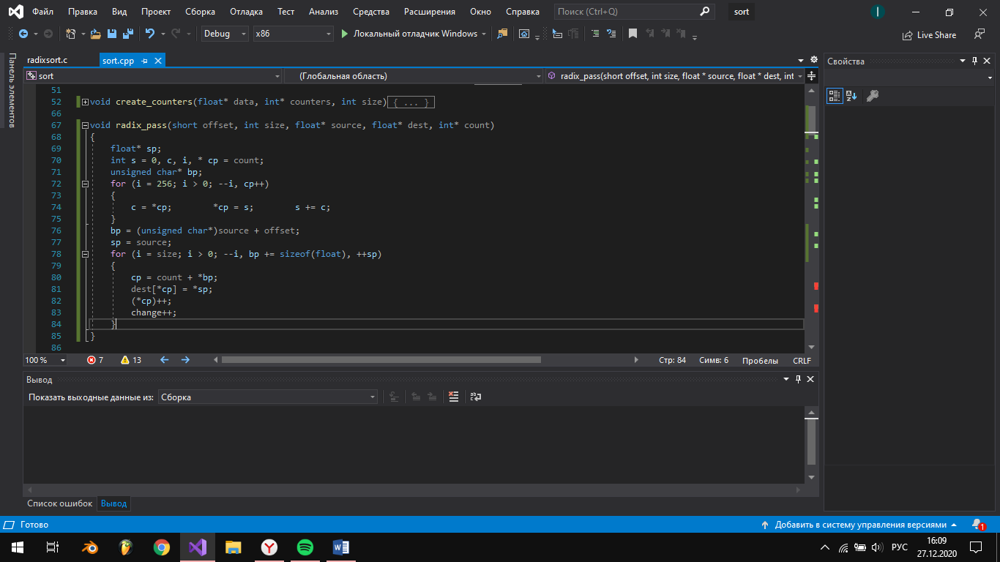 Файл Правка Вид Проект Сборка Отладка Тест Анализ Средства Расширения Окно Справка Поиск (Ctrl+Q) sort I
Debug x86 Локальный отладчик Windows Live Share
Панель элементов
radixsort.c sort.cpp
sort (Глобальная область) radix_pass(short offset, int size, float * source, float * dest, int
51
52 void create_counters(float* data, int* counters, int size){ ... }
66
67 void radix_pass(short offset, int size, float* source, float* dest, int* count)
68 {
69 float* sp;
70 int s = 0, c, i, * cp = count;
71 unsigned char* bp;
72 for (i = 256; i > 0; --i, cp++)
73 {
74 c = *cp; *cp = s; s += c;
75 }
76 bp = (unsigned char*)source + offset;
77 sp = source;
78 for (i = size; i > 0; --i, bp += sizeof(float), ++sp)
79 {
80 cp = count + *bp;
81 dest[*cp] = *sp;
82 (*cp)++;
83 change++;
84 }
85 }
86
100 % 7 13 Стр: 84 Симв: 6 Пробелы CRLF
Вывод
Показать выходные данные из: Сборка
Список ошибок Вывод
Свойства
Готово Добавить в систему управления версиями 1
РУС 16:09
27.12.2020